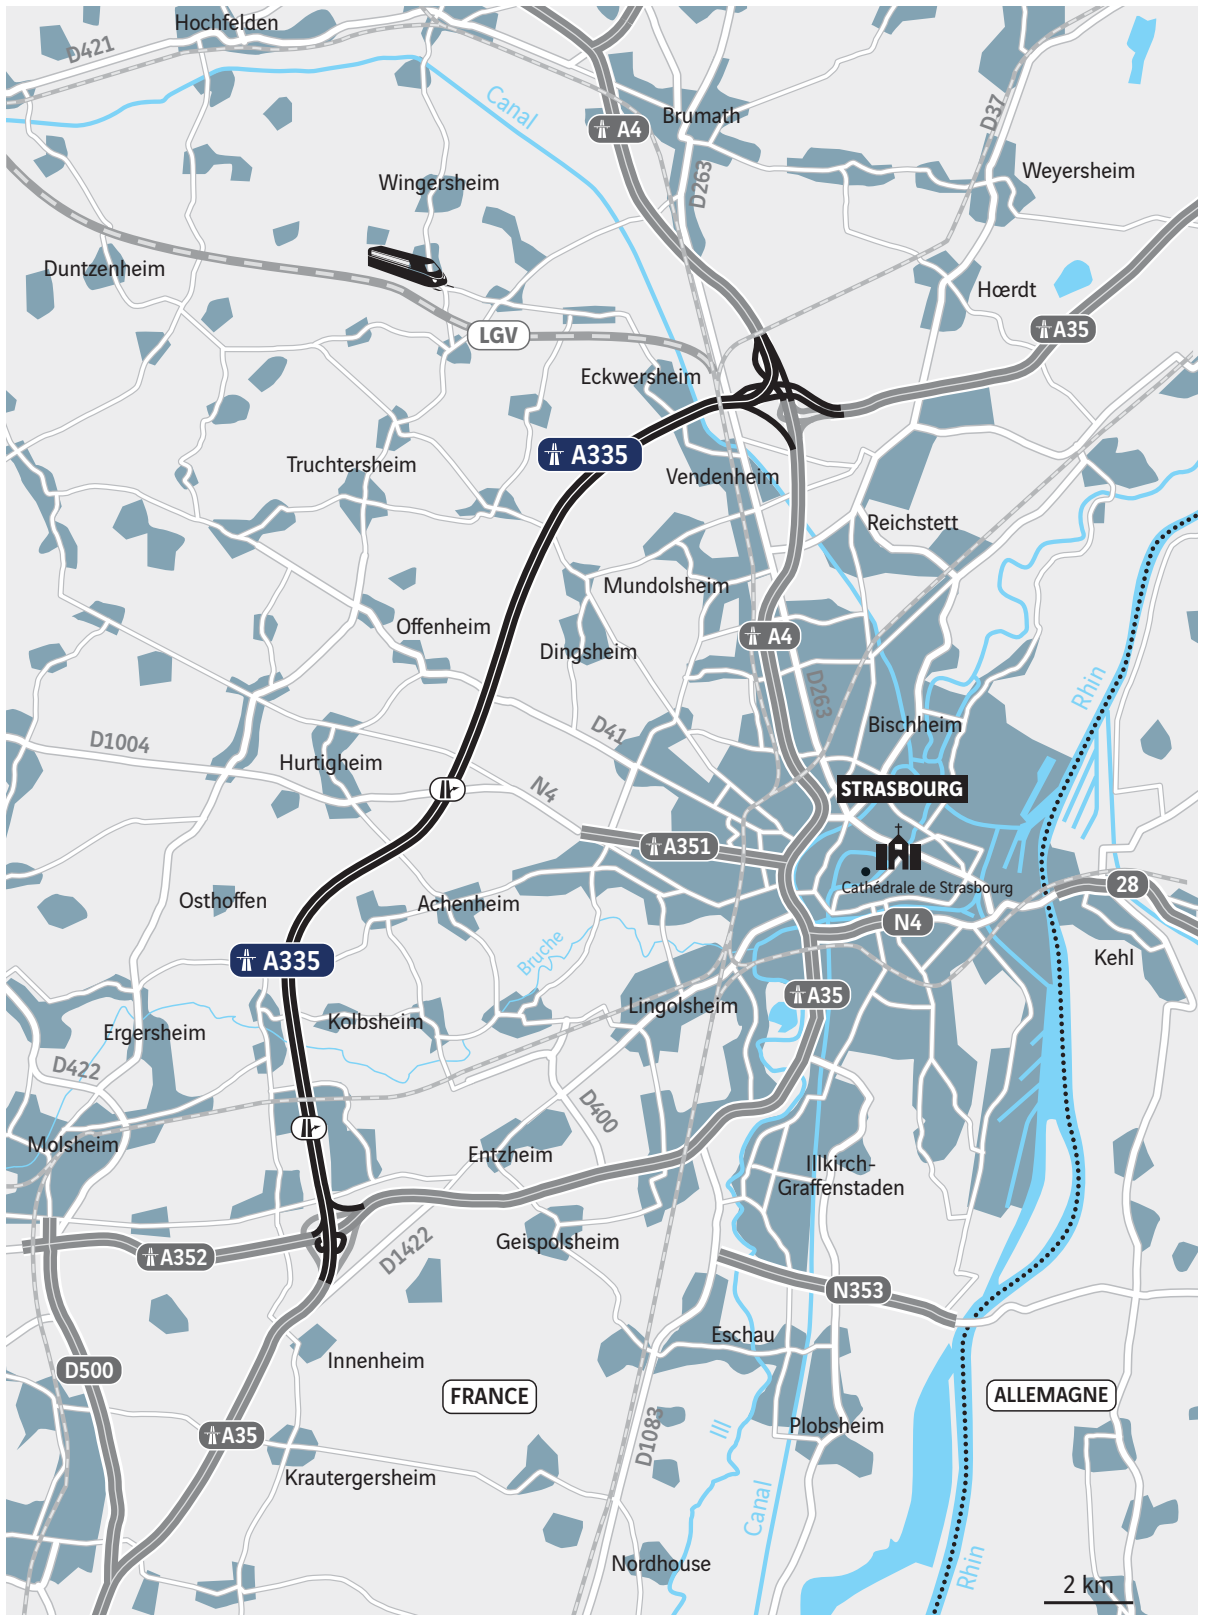 Hochfelden
D421
Canal
A4
Brumath
D37
Wingersheim
D263
Weyersheim
Duntzenheim
Hœrdt
LGV
A35
Eckwersheim
A335
Truchtersheim
Vendenheim
Reichstett
Mundolsheim
Offenheim
A4
Dingsheim
Rhin
D263
Bischheim
D41
D1004
Hurtigheim
N4
STRASBOURG
A351
Cathédrale de Strasbourg
28
Osthoffen
Achenheim
N4
Bruche
A335
Kehl
A35
Lingolsheim
Kolbsheim
Ergersheim
D422
D400
Molsheim
Entzheim
Illkirch-
Graffenstaden
A352
D1422
Geispolsheim
N353
Eschau
D500
Innenheim
FRANCE
ALLEMAGNE
A35
D1083
Ill
Plobsheim
Krautergersheim
Canal
Nordhouse
Rhin
2 km